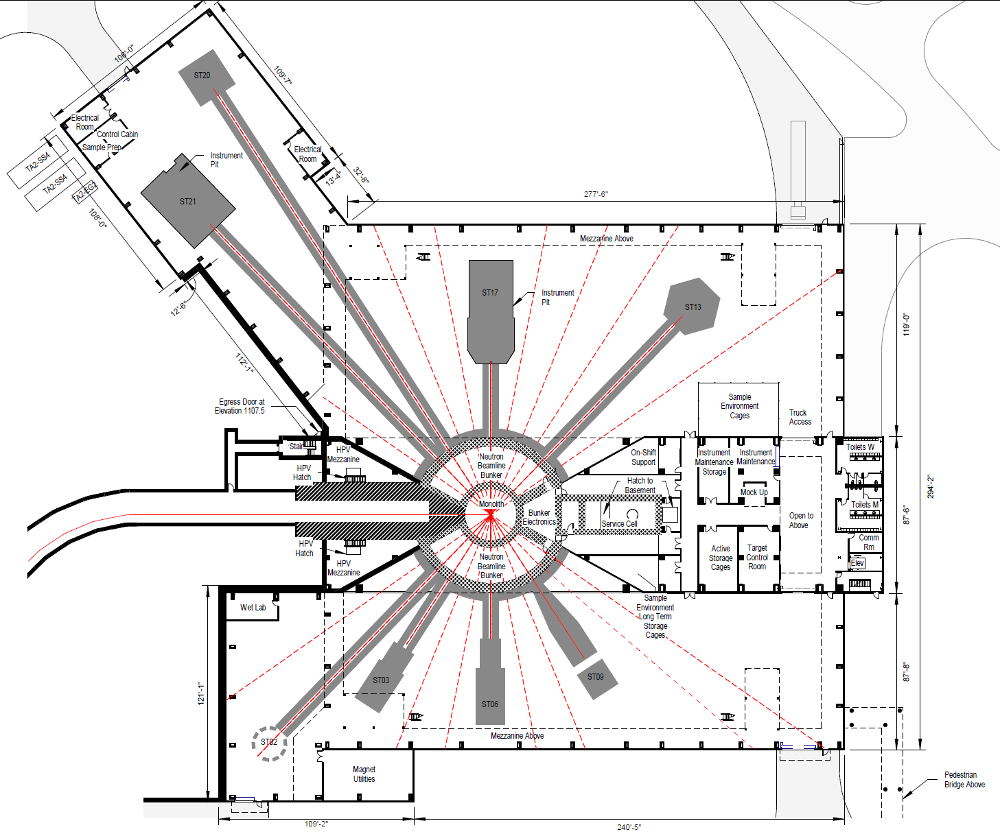 106'-0"
ST20
109'-7"
Electrical
Room
Control Cabin
Sample Prep
TA2-SS4
TA2-SS4
TA2-EG2
108'-0"
Instrument
Pit
Electrical
Room
13'-4"
32'-8"
ST21
277'-6"
Mezzanine Above
12'-6"
ST17
Instrument
Pit
ST13
119'-0"
112'-1"
Egress Door at
Elevation 1107.5
Sample
Environment
Cages
Truck
Access
Stair
HPV
Mezzanine
HPV
Hatch
Neutron
Beamline
Bunker
On-Shift
Support
Instrument
Maintenance
Storage
Instrument
Maintenance
Toilets W
Hatch to
Basement
Mock Up
294'-2"
Monolith
Bunker
Electronics
Service Cell
Open to
Above
Toilets M
87'-6"
HPV
Hatch
HPV
Mezzanine
Neutron
Beamline
Bunker
Active
Storage
Cages
Target
Control
Room
Comm
Rm
Elev
Wet Lab
Sample
Environment
Long Term
Storage
Cages
ST03
ST09
ST06
87'-8"
121'-1"
ST02
Mezzanine Above
Magnet
Utilities
Pedestrian
Bridge Above
109'-2"
240'-5"